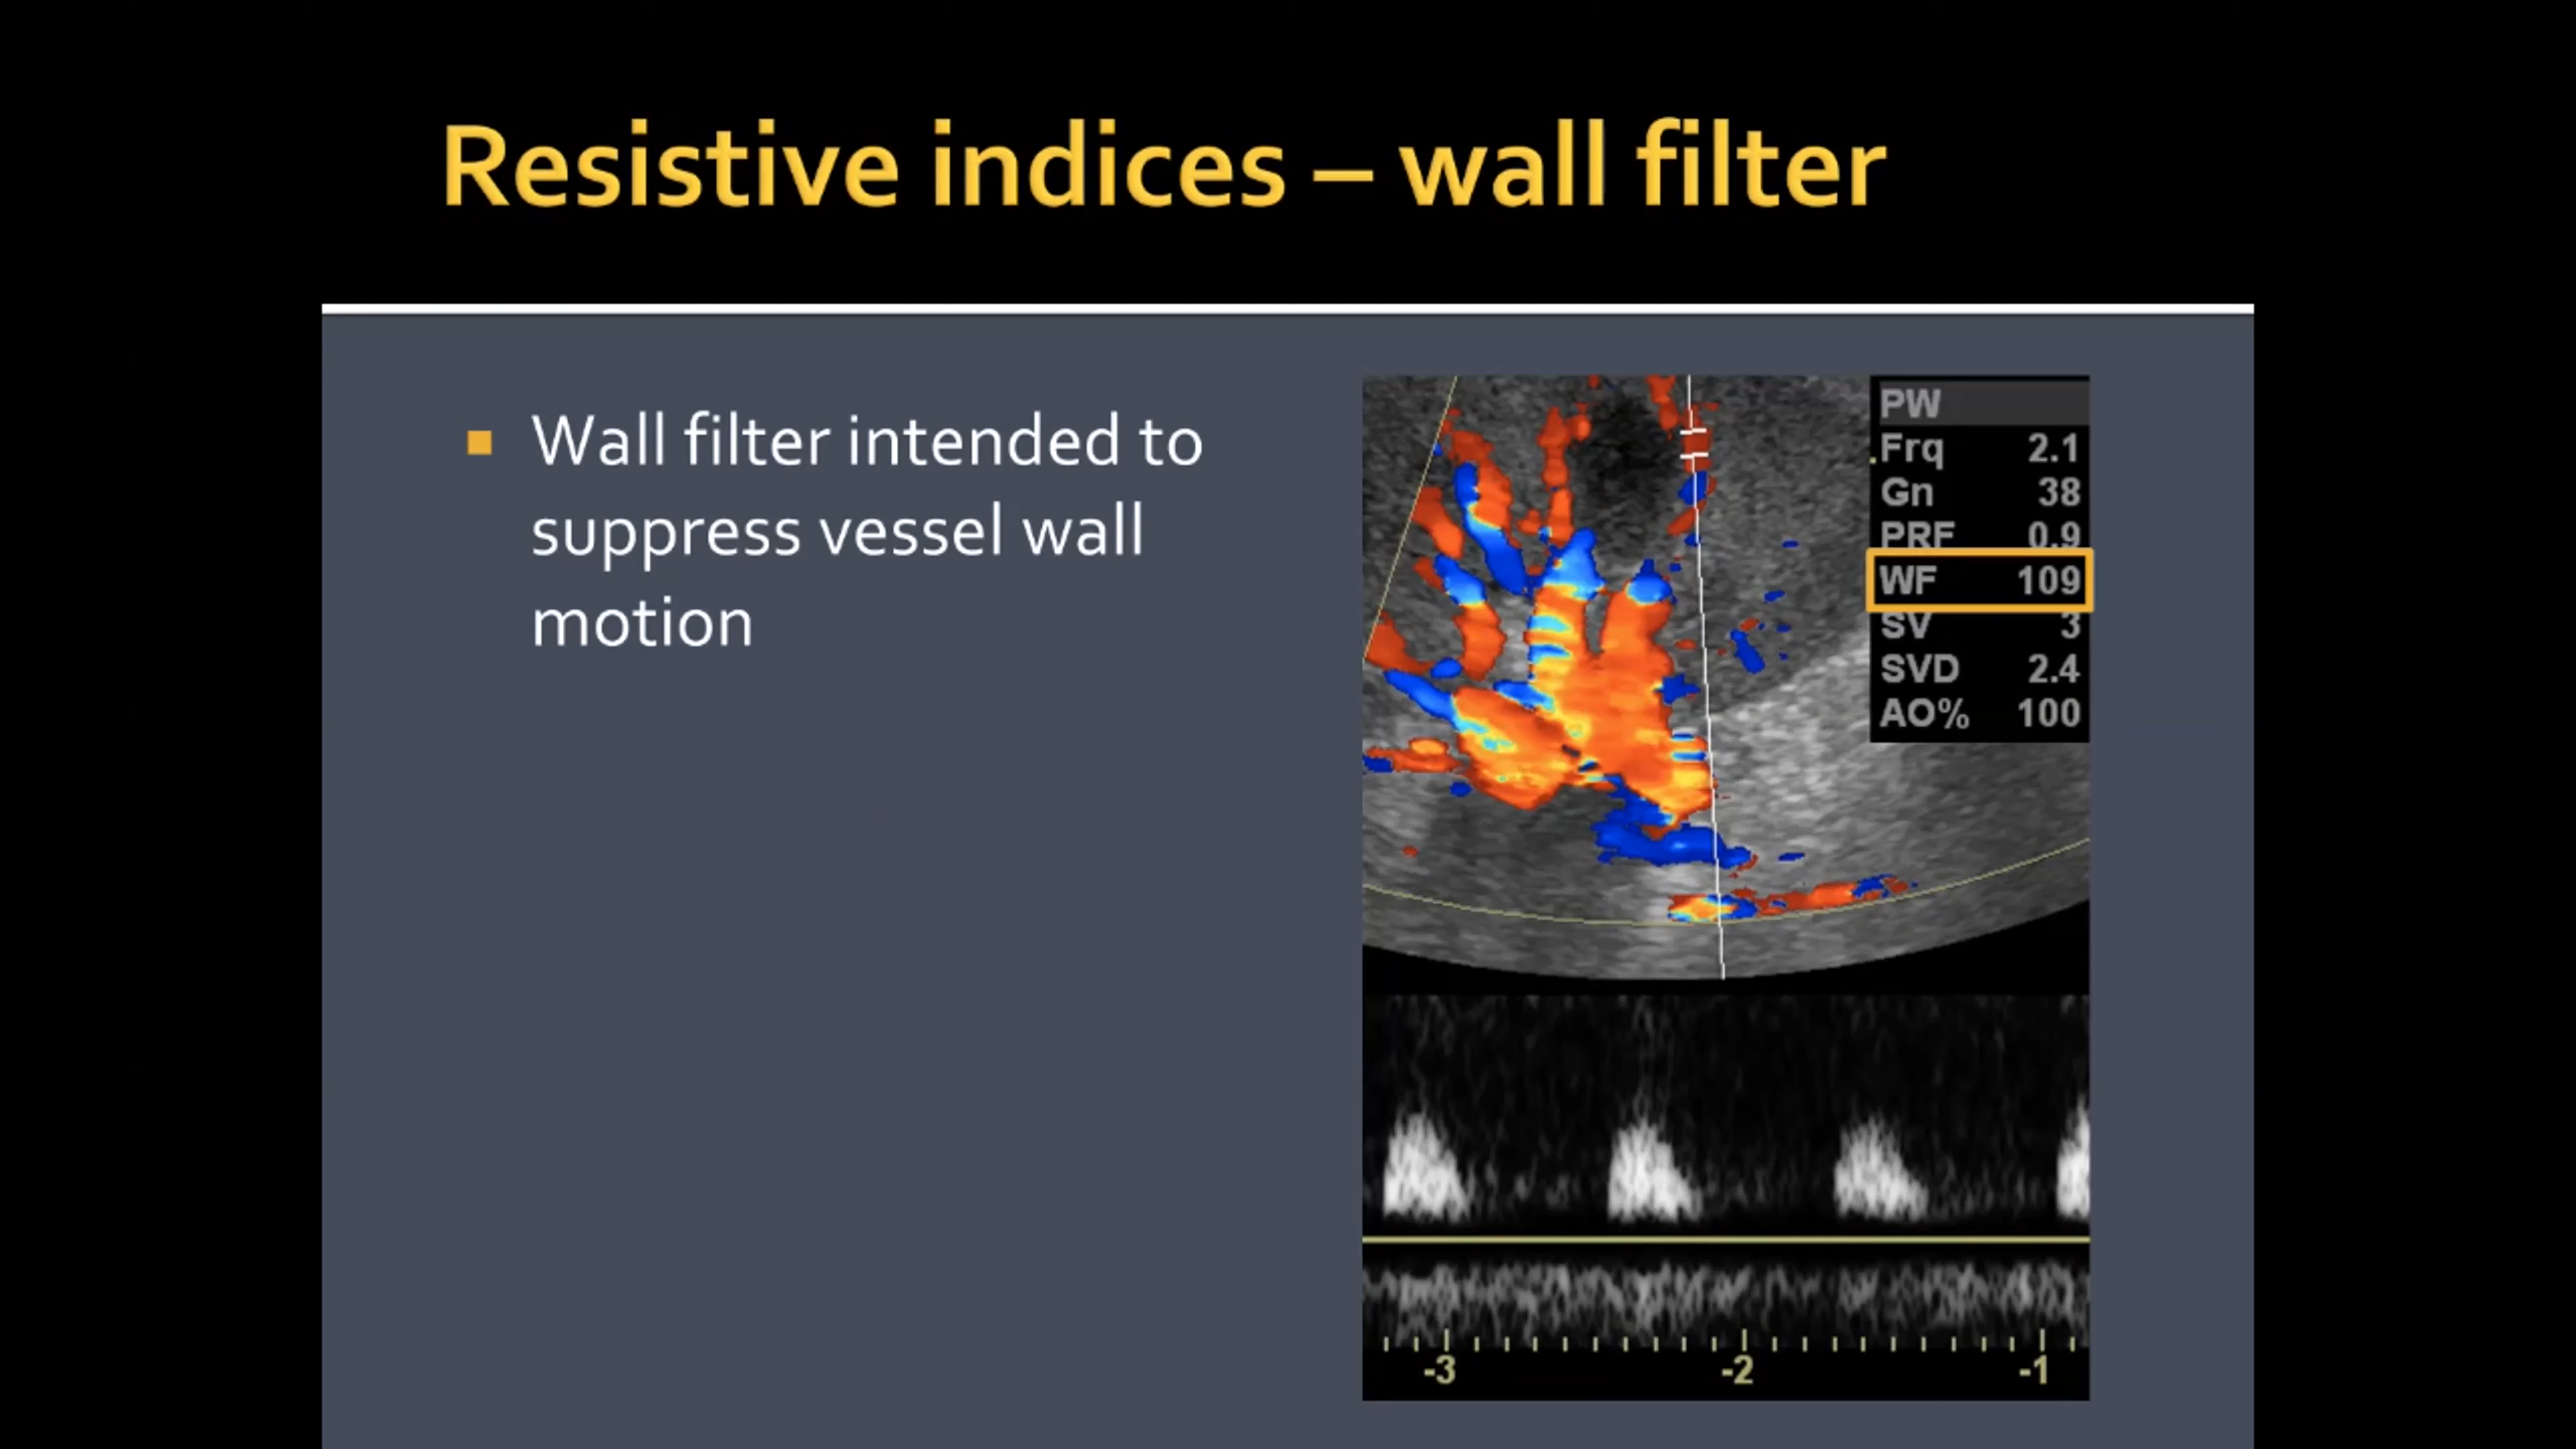 Resistive indices – wall filter
Wall filter intended to
suppress vessel wall
motion
PW
Frq 2.1
Gn 38
PRF 0.9
WF 109
SV 3
SVD 2.4
AO% 100
-3 -2 -1